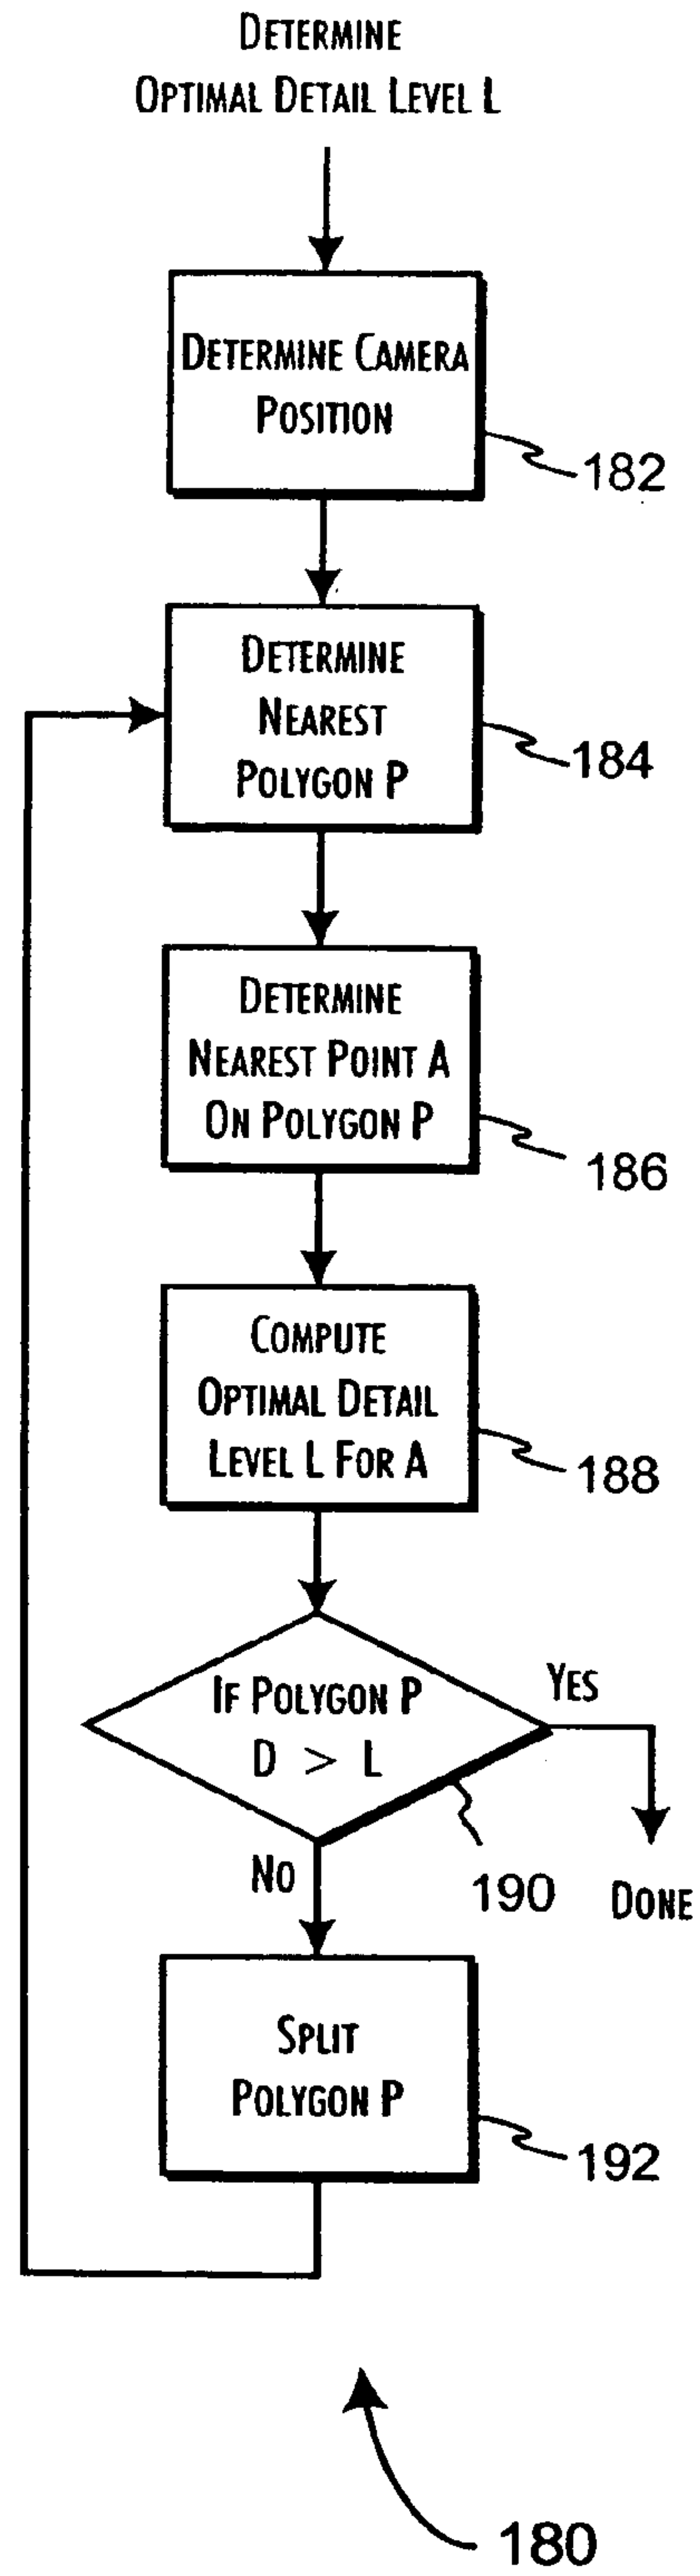 DETERMINE
OPTIMAL DETAIL LEVEL L
DETERMINE CAMERA
POSITION
182
DETERMINE
NEAREST
POLYGON P
184
DETERMINE
NEAREST POINT A
ON POLYGON P
186
COMPUTE
OPTIMAL DETAIL
LEVEL L FOR A
188
IF POLYGON P
D > L
YES
190
DONE
NO
SPLIT
POLYGON P
192
180